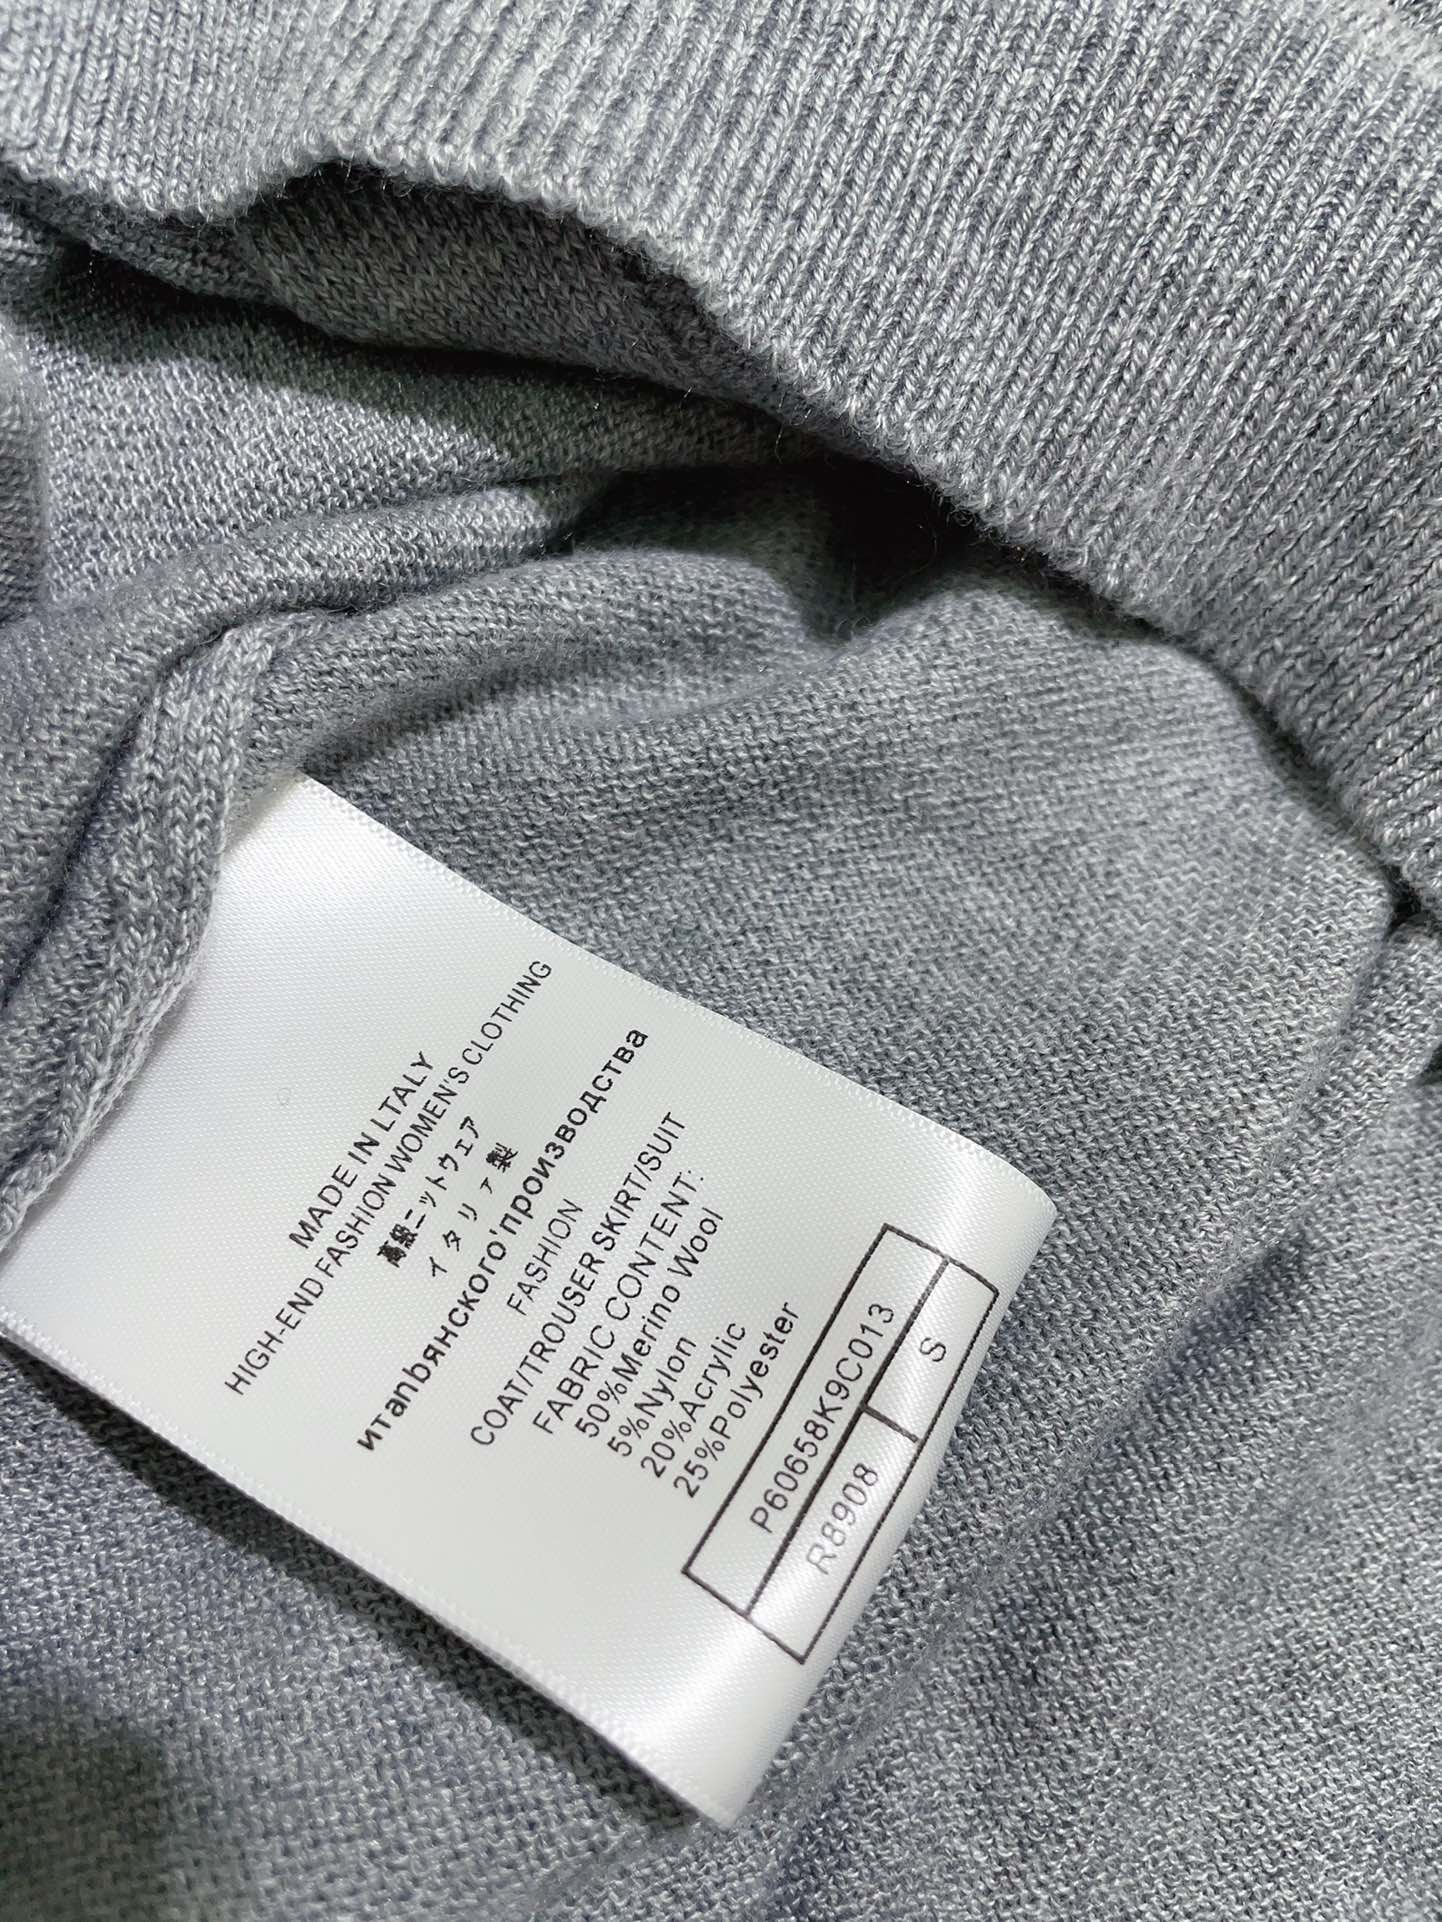 MADE IN LTALY
HIGH-END FASHION WOMEN'S CLOTHING
高級ニットウェア
イタリァ製
итапbянского'производства
FASHION
COAT/TROUSER SKIRT/SUIT
FABRIC CONTENT:
50%Merino Wool
5%Nylon
20%Acrylic
25%Polyester
P60658K9C013
R8908 S